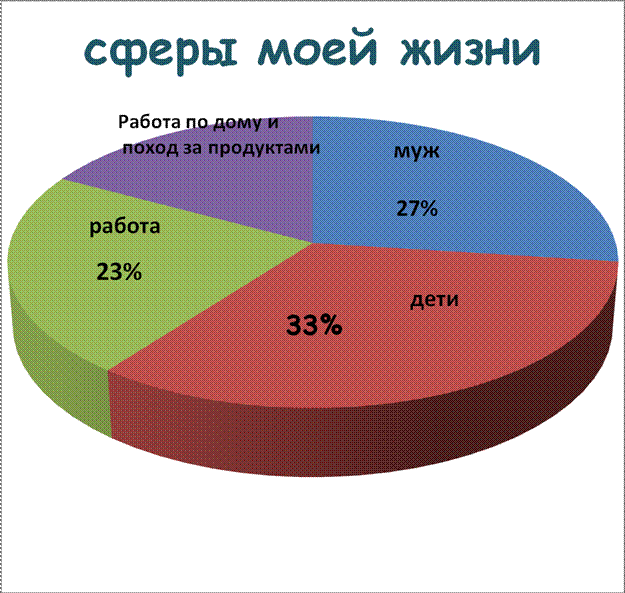 сферы моей жизни
Работа по дому и
поход за продуктами
муж
27%
работа
23%
дети
33%